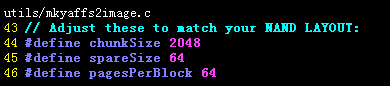 utils/mkyaffs2image.c
43 // Adjust these to match your NAND LAYOUT:
44 #define chunkSize 2048
45 #define spareSize 64
46 #define pagesPerBlock 64